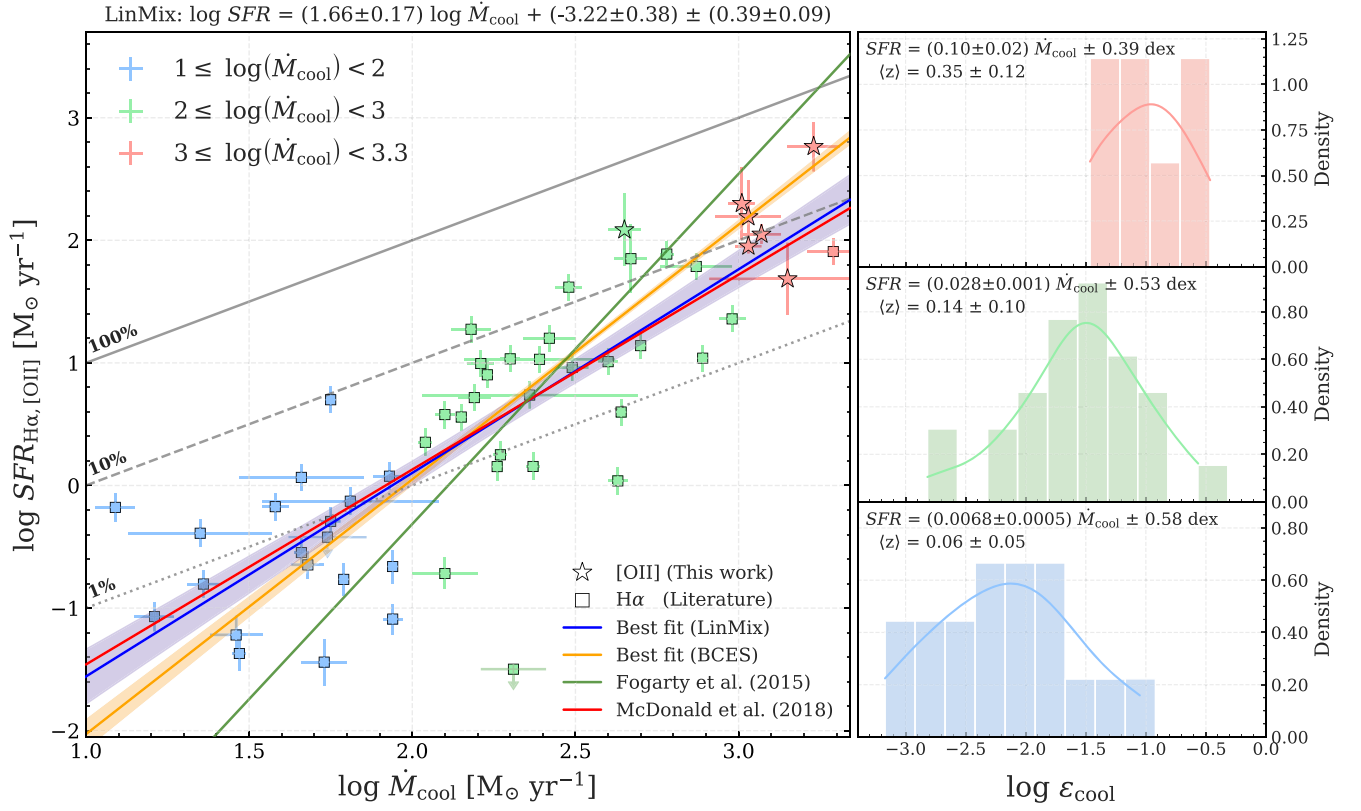 LinMix: log SFR = (1.66±0.17) log Ṁcool + (-3.22±0.38) ± (0.39±0.09)
1 ≤ log(Ṁcool) < 2
2 ≤ log(Ṁcool) < 3
3 ≤ log(Ṁcool) < 3.3
100%
10%
1%
[OII] (This work)
Hα (Literature)
Best fit (LinMix)
Best fit (BCES)
Fogarty et al. (2015)
McDonald et al. (2018)
3
2
1
0
−1
−2
1.0 1.5 2.0 2.5 3.0
log SFRHα, [OII] [M⊙ yr⁻¹]
log Ṁcool [M⊙ yr⁻¹]
SFR = (0.10±0.02) Ṁcool ± 0.39 dex
⟨z⟩ = 0.35 ± 0.12
1.25
1.00
0.75
0.50
0.25
0.00
Density
SFR = (0.028±0.001) Ṁcool ± 0.53 dex
⟨z⟩ = 0.14 ± 0.10
0.80
0.60
0.40
0.20
0.00
Density
SFR = (0.0068±0.0005) Ṁcool ± 0.58 dex
⟨z⟩ = 0.06 ± 0.05
0.80
0.60
0.40
0.20
0.00
Density
−3.0 −2.5 −2.0 −1.5 −1.0 −0.5 0.0
log εcool